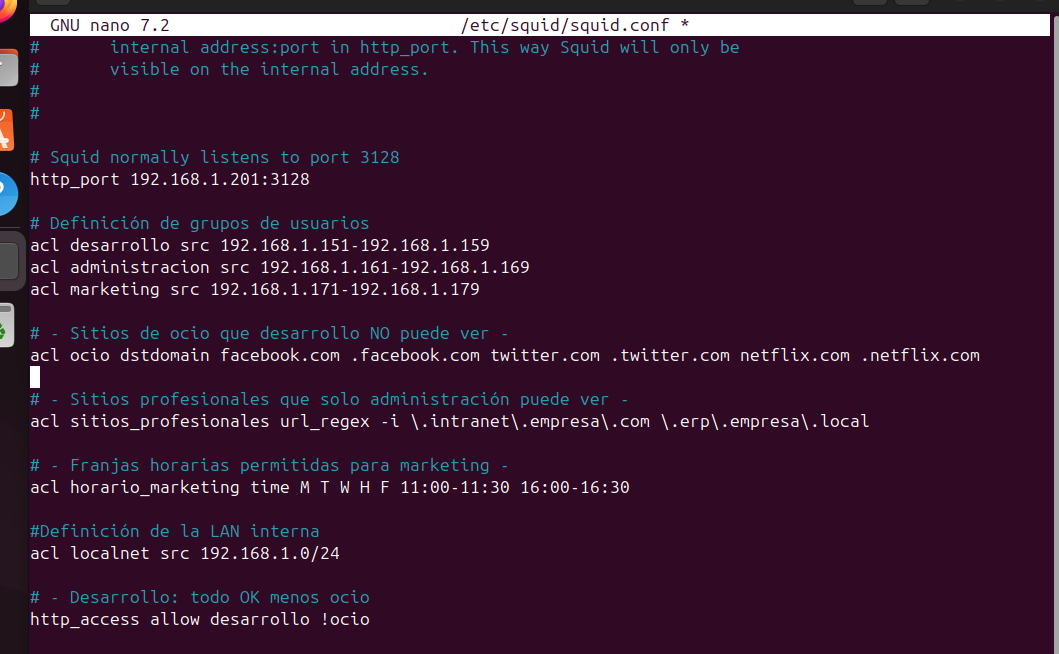 GNU nano 7.2 /etc/squid/squid.conf *
# internal address:port in http_port. This way Squid will only be
# visible on the internal address.
#
#
# Squid normally listens to port 3128
http_port 192.168.1.201:3128
# Definición de grupos de usuarios
acl desarrollo src 192.168.1.151-192.168.1.159
acl administracion src 192.168.1.161-192.168.1.169
acl marketing src 192.168.1.171-192.168.1.179
# - Sitios de ocio que desarrollo NO puede ver -
acl ocio dstdomain facebook.com .facebook.com twitter.com .twitter.com netflix.com .netflix.com
# - Sitios profesionales que solo administración puede ver -
acl sitios_profesionales url_regex -i \.intranet\.empresa\.com \.erp\.empresa\.local
# - Franjas horarias permitidas para marketing -
acl horario_marketing time M T W H F 11:00-11:30 16:00-16:30
#Definición de la LAN interna
acl localnet src 192.168.1.0/24
# - Desarrollo: todo OK menos ocio
http_access allow desarrollo !ocio